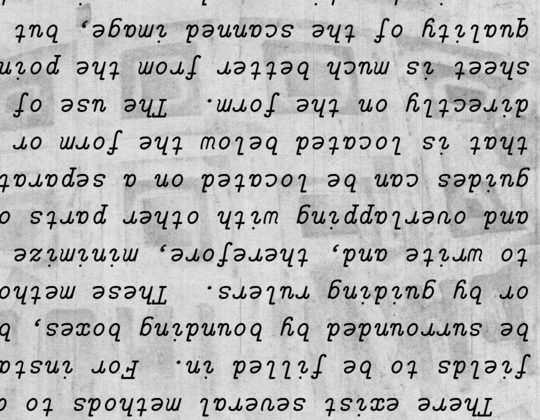 There exist several methods to d
fields to be filled in. For insta
be surrounded by bounding boxes, b
or by guiding rulers. These metho
to write and, therefore, minimize
and overlapping with other parts o
guides can be located on a separat
that is located below the form or
directly on the form. The use of
sheet is much better from the poin
quality of the scanned image, but